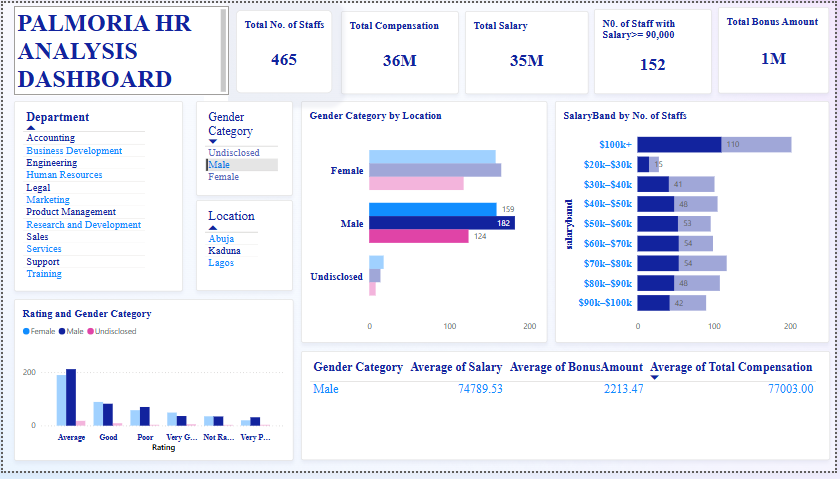 PALMORIA HR
ANALYSIS
DASHBOARD
Total No. of Staffs
465
Total Compensation
36M
Total Salary
35M
N0. of Staff with
Salary>= 90,000
152
Total Bonus Amount
1M
Department
Accounting
Business Development
Engineering
Human Resources
Legal
Marketing
Product Management
Research and Development
Sales
Services
Support
Training
Gender
Category
Undisclosed
Male
Female
Location
Abuja
Kaduna
Lagos
Gender Category by Location
Female
Male
159
182
124
Undisclosed
0 100 200
SalaryBand by No. of Staffs
salaryband
$100k+ 110
$20k–$30k 15
$30k–$40k 41
$40k–$50k 48
$50k–$60k 53
$60k–$70k 54
$70k–$80k 54
$80k–$90k 48
$90k–$100k 42
0 100 200
Rating and Gender Category
Female Male Undisclosed
200
0
Average Good Poor Very G... Not Ra... Very P...
Rating
Gender Category Average of Salary Average of BonusAmount Average of Total Compensation
Male 74789.53 2213.47 77003.00